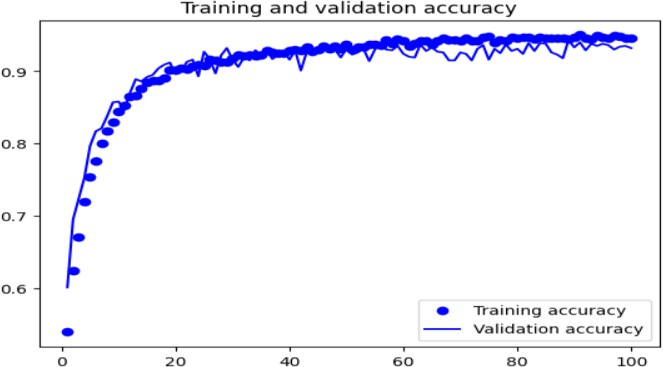 Training and validation accuracy
0.9
0.8
0.7
0.6
Training accuracy
Validation accuracy
0 20 40 60 80 100